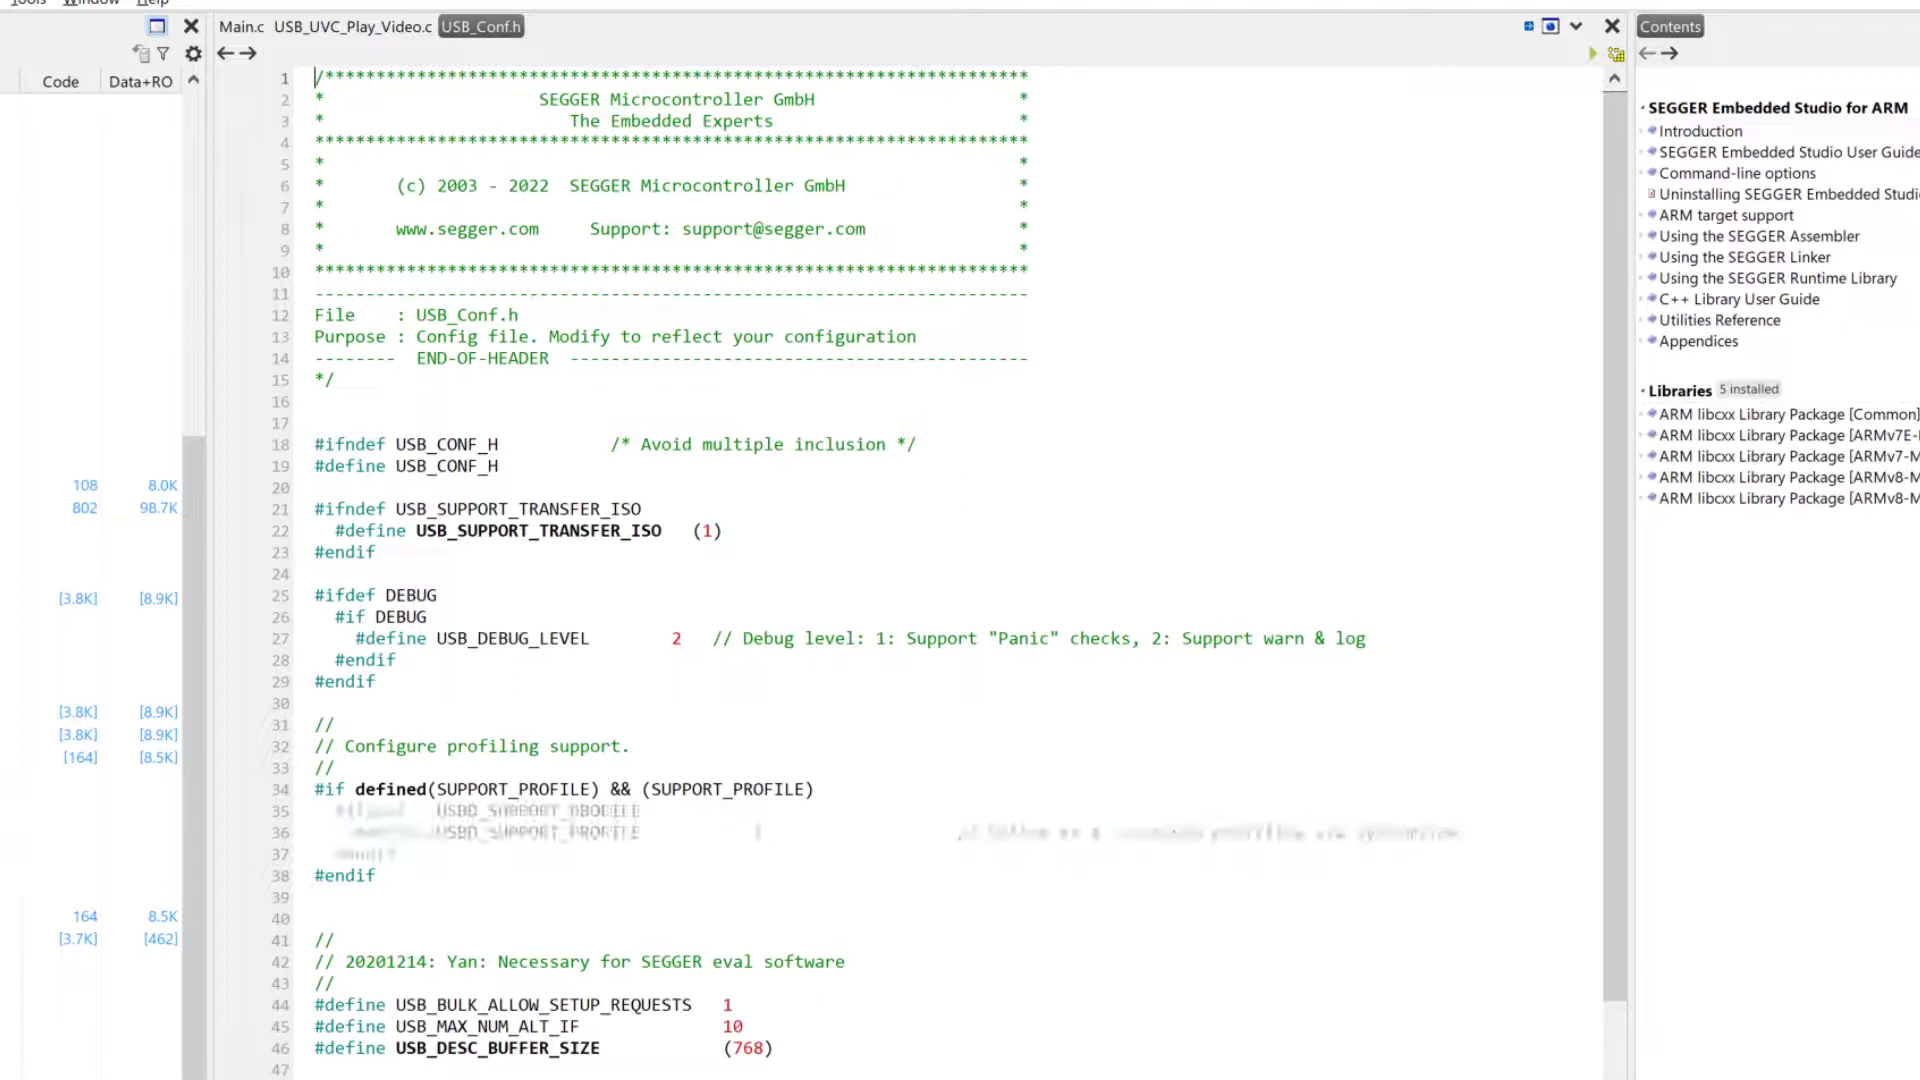 Tools Window Help
Main.c USB_UVC_Play_Video.c USB_Conf.h
Code Data+RO
108 8.0K
802 98.7K
[3.8K] [8.9K]
[3.8K] [8.9K]
[3.8K] [8.9K]
[164] [8.5K]
164 8.5K
[3.7K] [462]
1 /**********************************************************************
2 * SEGGER Microcontroller GmbH *
3 * The Embedded Experts *
4 **********************************************************************
5 * *
6 * (c) 2003 - 2022 SEGGER Microcontroller GmbH *
7 * *
8 * www.segger.com Support: support@segger.com *
9 * *
10 **********************************************************************
11 ----------------------------------------------------------------------
12 File : USB_Conf.h
13 Purpose : Config file. Modify to reflect your configuration
14 -------- END-OF-HEADER ---------------------------------------------
15 */
16
17
18 #ifndef USB_CONF_H /* Avoid multiple inclusion */
19 #define USB_CONF_H
20
21 #ifndef USB_SUPPORT_TRANSFER_ISO
22 #define USB_SUPPORT_TRANSFER_ISO (1)
23 #endif
24
25 #ifdef DEBUG
26 #if DEBUG
27 #define USB_DEBUG_LEVEL 2 // Debug level: 1: Support "Panic" checks, 2: Support warn & log
28 #endif
29 #endif
30
31 //
32 // Configure profiling support.
33 //
34 #if defined(SUPPORT_PROFILE) && (SUPPORT_PROFILE)
35 USBD_SUPPORT_PROFILE
36 USBD_SUPPORT_PROFILE
37
38 #endif
39
40
41 //
42 // 20201214: Yan: Necessary for SEGGER eval software
43 //
44 #define USB_BULK_ALLOW_SETUP_REQUESTS 1
45 #define USB_MAX_NUM_ALT_IF 10
46 #define USB_DESC_BUFFER_SIZE (768)
47
Contents
SEGGER Embedded Studio for ARM
Introduction
SEGGER Embedded Studio User Guide
Command-line options
Uninstalling SEGGER Embedded Studi
ARM target support
Using the SEGGER Assembler
Using the SEGGER Linker
Using the SEGGER Runtime Library
C++ Library User Guide
Utilities Reference
Appendices
Libraries 5 installed
ARM libcxx Library Package [Common]
ARM libcxx Library Package [ARMv7E-
ARM libcxx Library Package [ARMv7-M
ARM libcxx Library Package [ARMv8-M
ARM libcxx Library Package [ARMv8-M